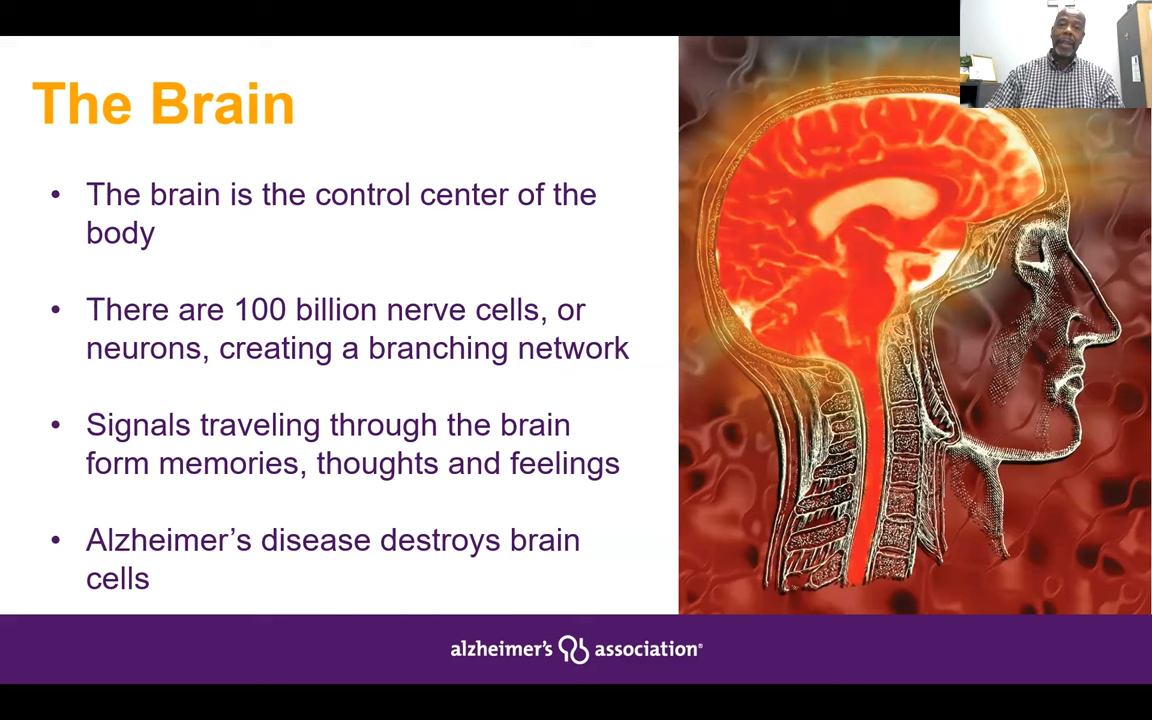 The Brain
• The brain is the control center of the
body
• There are 100 billion nerve cells, or
neurons, creating a branching network
• Signals traveling through the brain
form memories, thoughts and feelings
• Alzheimer’s disease destroys brain
cells
alzheimer’s association®